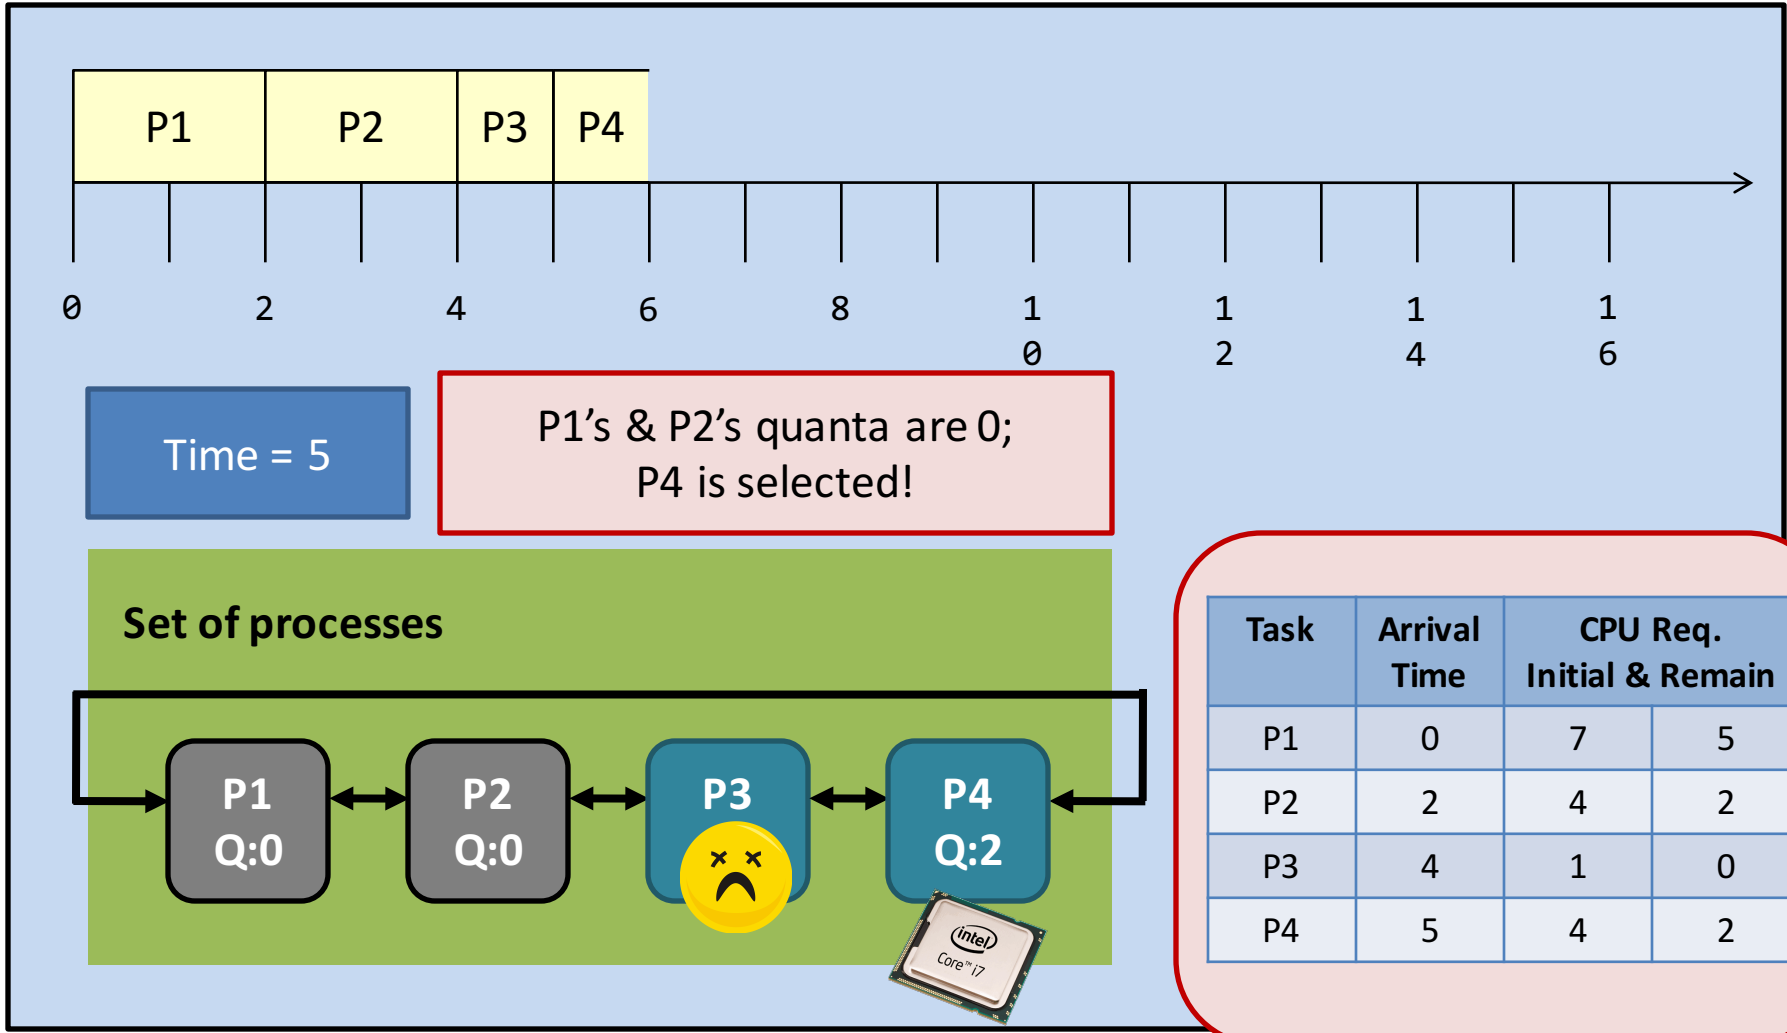 P1 P2 P3 P4
0 2 4 6 8 1 1 1 1
0 2 4 6
Time = 5
P1’s & P2’s quanta are 0;
P4 is selected!
Set of processes
P1 P2 P3 P4
Q:0 Q:0 Q:2
intel
Core™ i7
Task Arrival CPU Req.
Time Initial & Remain
P1 0 7 5
P2 2 4 2
P3 4 1 0
P4 5 4 2